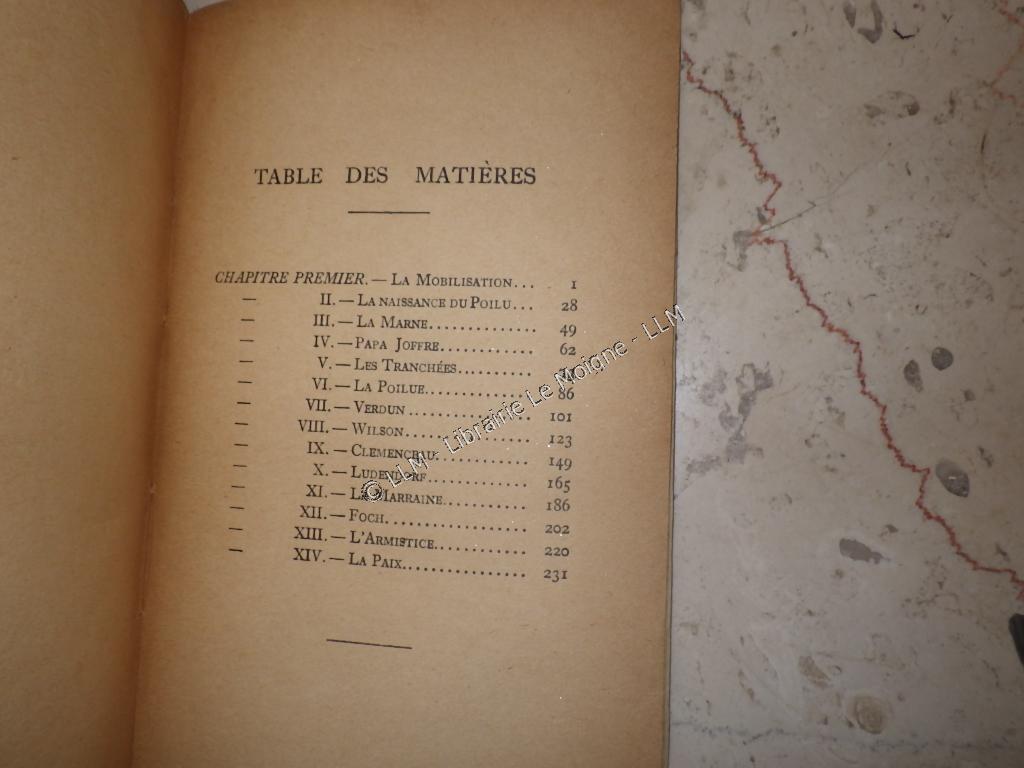 TABLE DES MATIÈRES
CHAPITRE PREMIER. — LA MOBILISATION... 1
— II. — LA NAISSANCE DU POILU... 28
— III. — LA MARNE............... 49
— IV. — PAPA JOFFRE............ 62
— V. — LES TRANCHÉES..........
— VI. — LA POILUE............... 86
— VII. — VERDUN................. 101
— VIII. — WILSON.................. 123
— IX. — CLEMENCEAU............. 149
— X. — LUDENDORF.............. 165
— XI. — LA MARRAINE............ 186
— XII. — FOCH.................... 202
— XIII. — L'ARMISTICE............. 220
— XIV. — LA PAIX................. 231
© LLM - Librairie Le Moigne - LLM